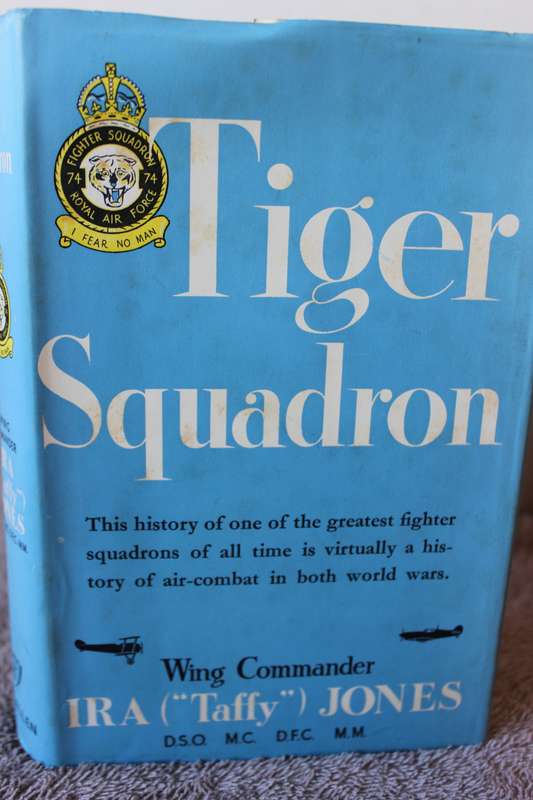 FIGHTER SQUADRON
74 74
ROYAL AIR FORCE
I FEAR NO MAN
Tiger
Squadron
This history of one of the greatest fighter
squadrons of all time is virtually a his-
tory of air-combat in both world wars.
Wing Commander
IRA ("Taffy") JONES
D.S.O. M.C. D.F.C. M.M.